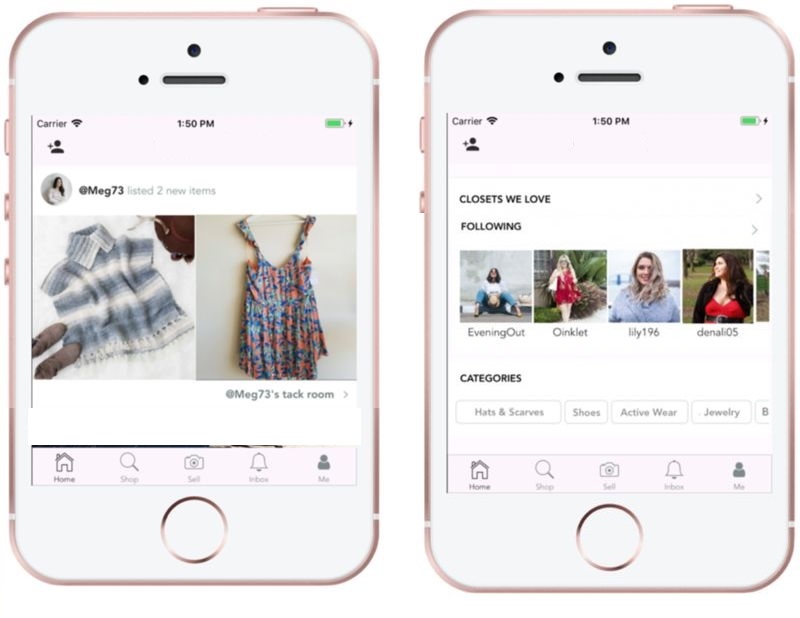 Carrier 1:50 PM
@Meg73 listed 2 new items
@Meg73's tack room
Home Shop Sell Inbox Me
Carrier 1:50 PM
CLOSETS WE LOVE
FOLLOWING
EveningOut Oinklet lily196 denali05
CATEGORIES
Hats & Scarves Shoes Active Wear Jewelry B
Home Shop Sell Inbox Me